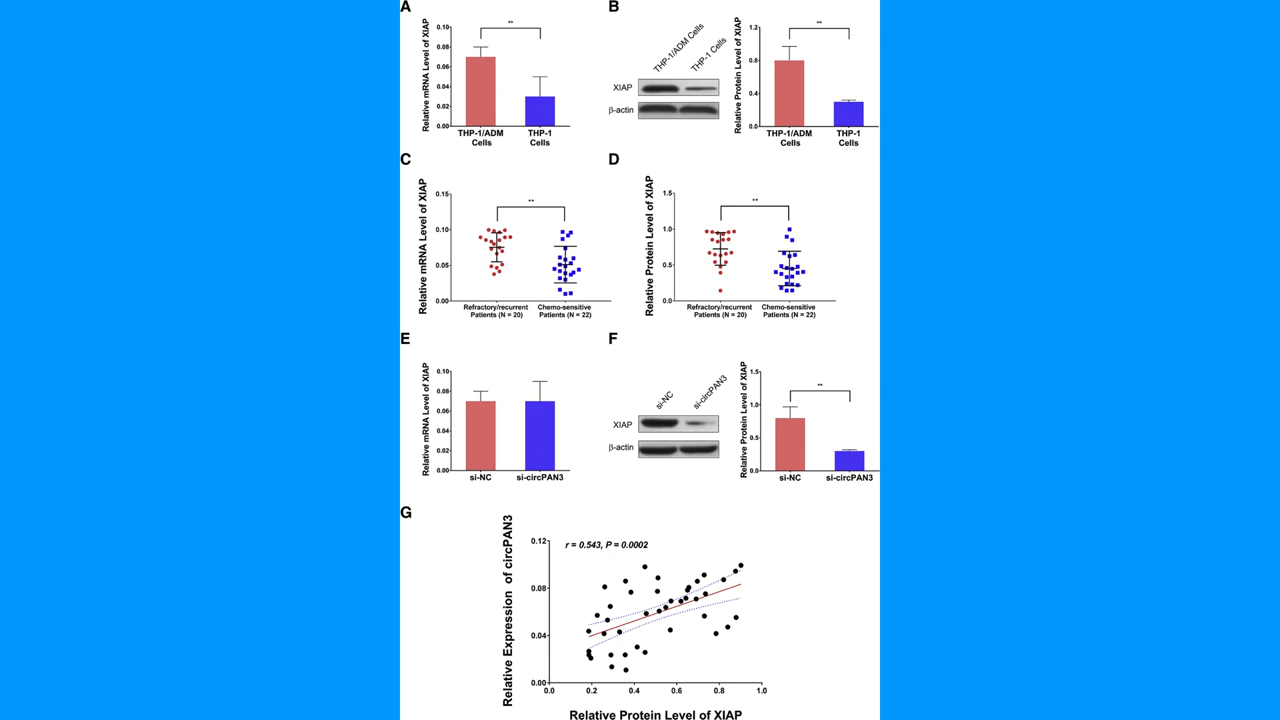 A
Relative mRNA Level of XIAP
0.10
0.08
0.06
0.04
0.02
0.00
**
THP-1/ADM
Cells
THP-1
Cells
B
THP-1/ADM Cells
THP-1 Cells
XIAP
β-actin
Relative Protein Level of XIAP
1.2
0.8
0.4
0.0
**
THP-1/ADM
Cells
THP-1
Cells
C
Relative mRNA Level of XIAP
0.15
0.10
0.05
0.00
**
Refractory/recurrent
Patients (N = 20)
Chemo-sensitive
Patients (N = 22)
D
Relative Protein Level of XIAP
1.5
1.0
0.5
0.0
**
Refractory/recurrent
Patients (N = 20)
Chemo-sensitive
Patients (N = 22)
E
Relative mRNA Level of XIAP
0.10
0.08
0.06
0.04
0.02
0.00
si-NC
si-circPAN3
F
si-NC
si-circPAN3
XIAP
β-actin
Relative Protein Level of XIAP
1.5
1.0
0.5
0.0
**
si-NC
si-circPAN3
G
Relative Expression of circPAN3
0.12
0.08
0.04
0.00
r = 0.543, P = 0.0002
0.0
0.2
0.4
0.6
0.8
1.0
Relative Protein Level of XIAP